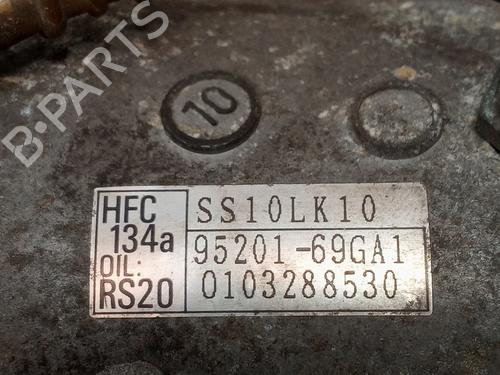 B-PARTS
10
HFC
134a
OIL:
RS20
SS10LK10
95201-69GA1
0103288530